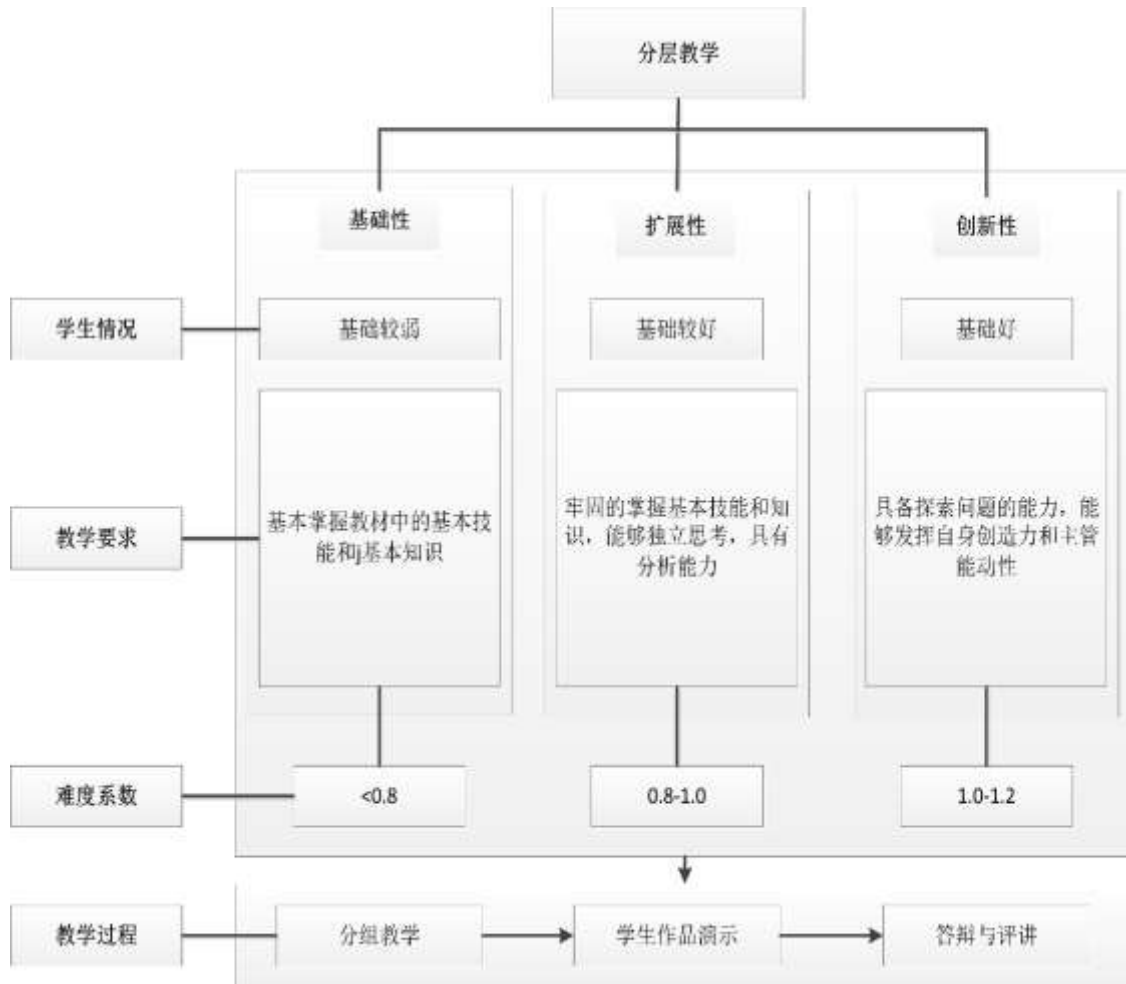 分层教学
基础性
扩展性
创新性
学生情况
基础较弱
基础较好
基础好
教学要求
基本掌握教材中的基本技
能和j基本知识
牢固的掌握基本技能和知
识，能够独立思考，具有
分析能力
具备探索问题的能力，能
够发挥自身创造力和主管
能动性
难度系数
<0.8
0.8-1.0
1.0-1.2
教学过程
分组教学
学生作品演示
答辩与评讲